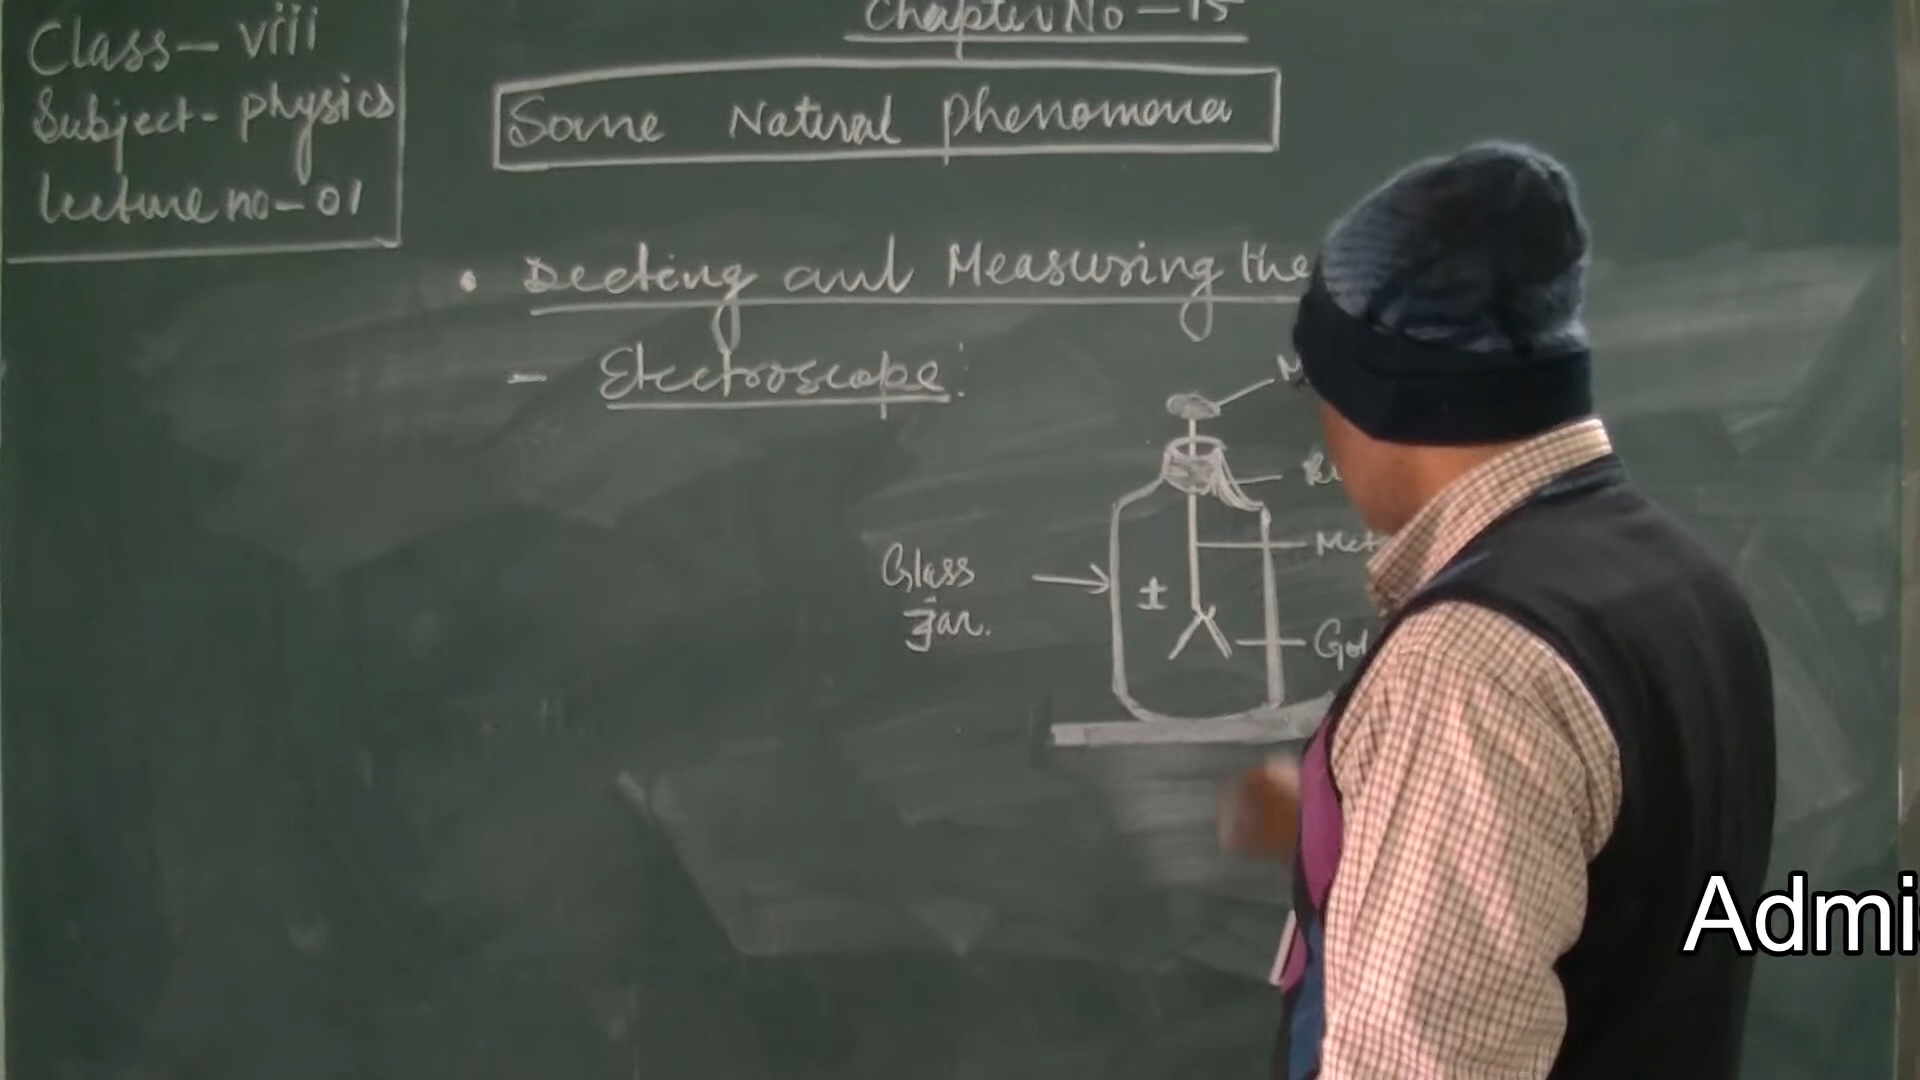 Class - viii
Subject - physics
Lecture no - 01
Chapter No - 15
Some Natural Phenomena
• Deeting and Measuring the
- Electroscope:
Glass
Jar.
±
Admi